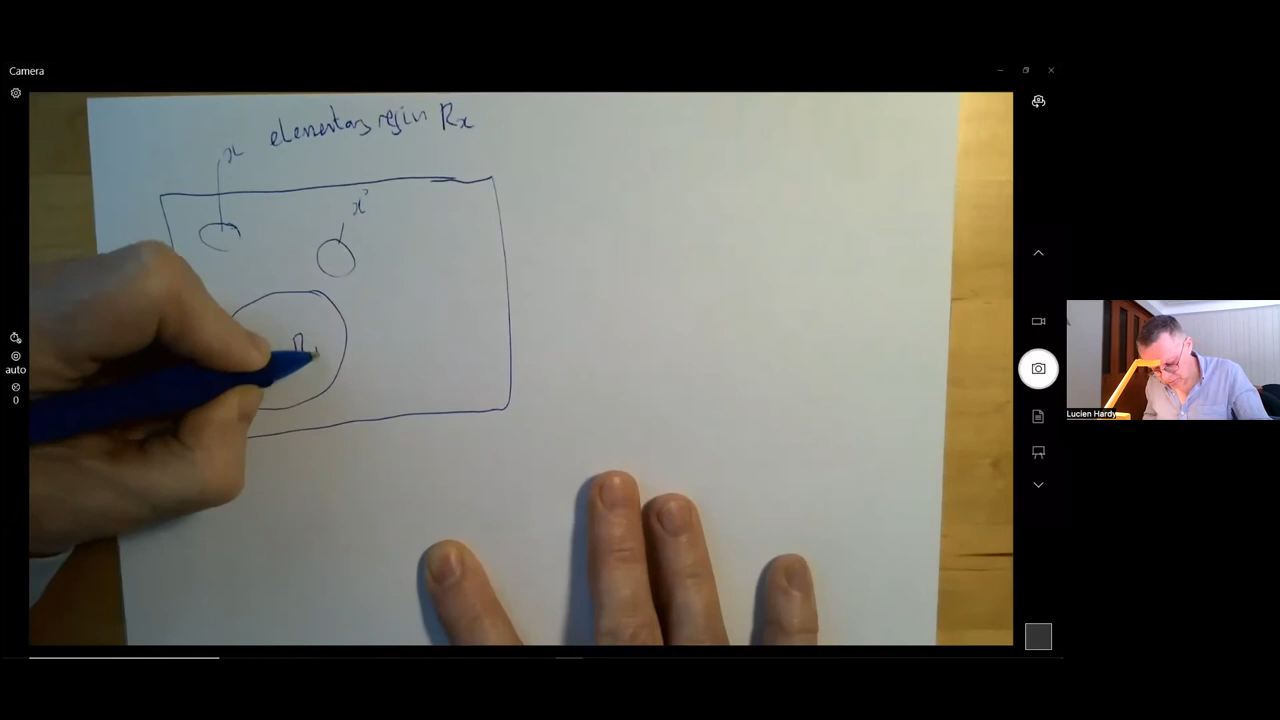 Camera
elementary region Rx
x
x'
R
auto
0
Lucien Hardy